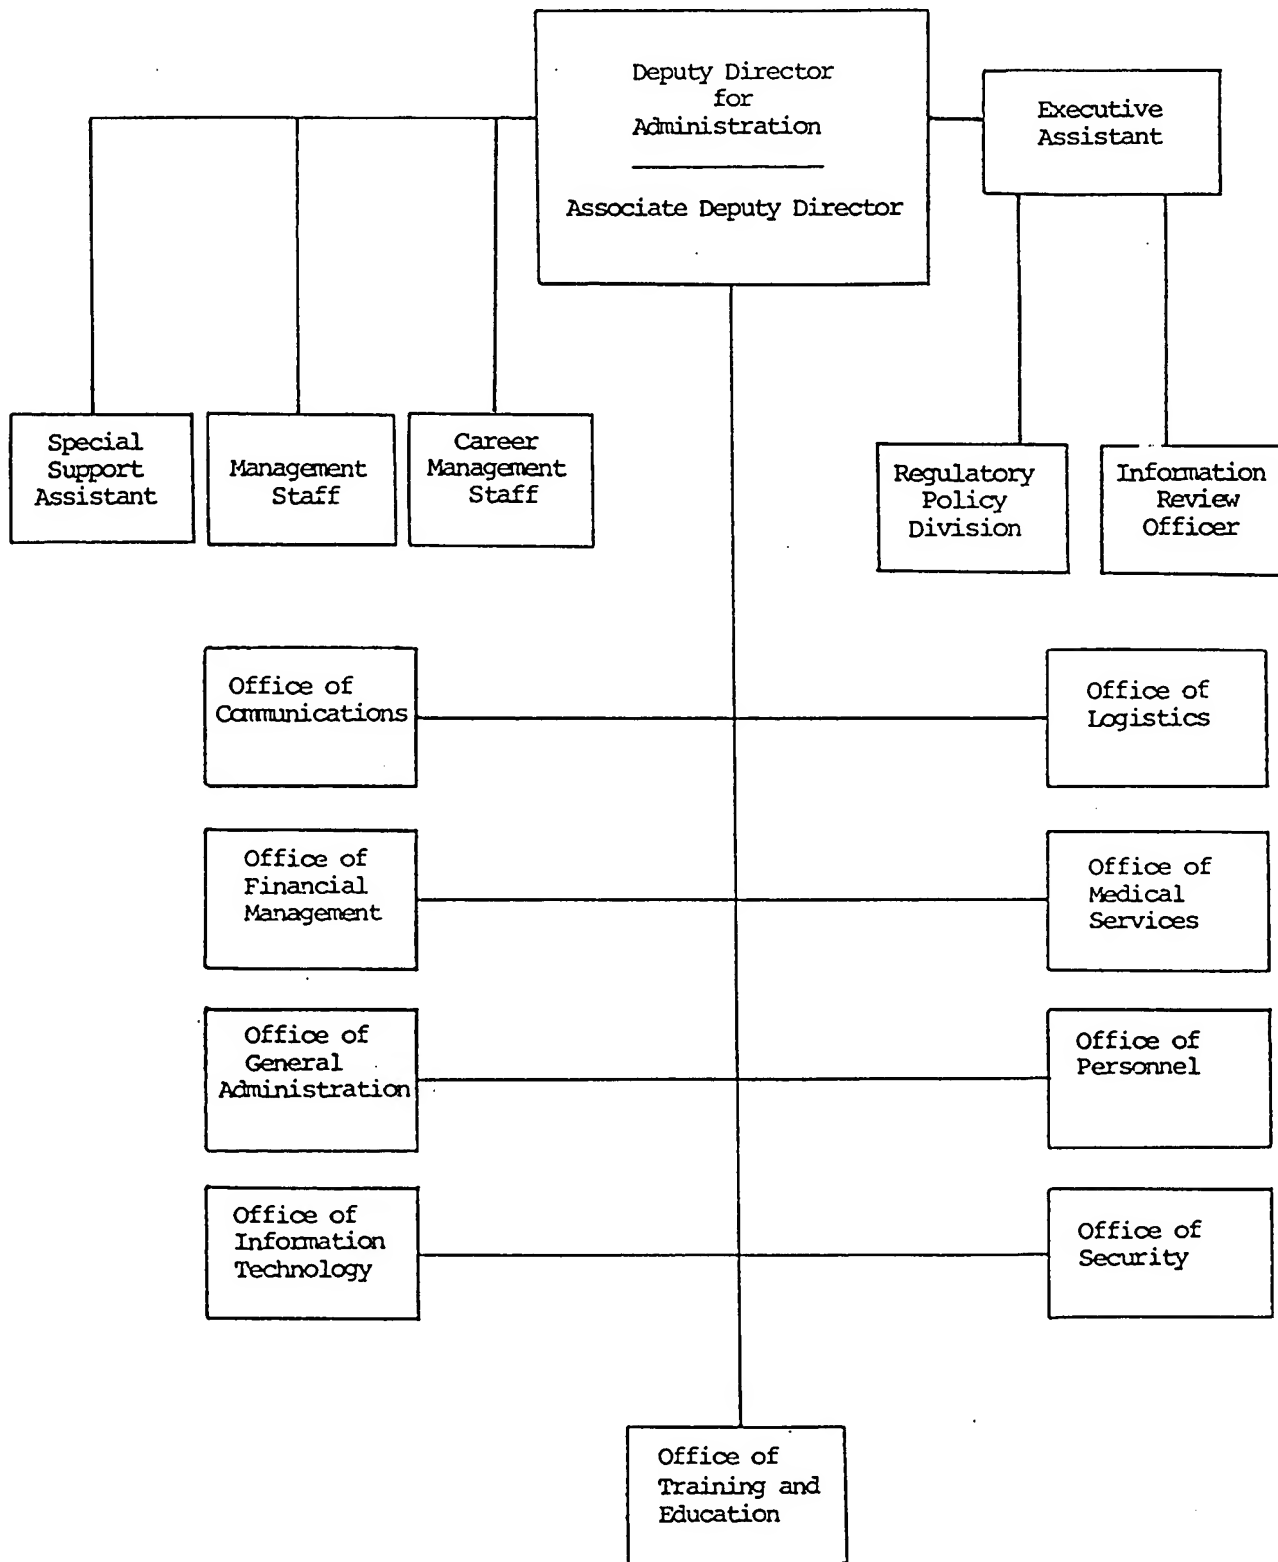 Deputy Director
for
Administration
Associate Deputy Director
Executive
Assistant
Special
Support
Assistant
Management
Staff
Career
Management
Staff
Regulatory
Policy
Division
Information
Review
Officer
Office of
Communications
Office of
Logistics
Office of
Financial
Management
Office of
Medical
Services
Office of
General
Administration
Office of
Personnel
Office of
Information
Technology
Office of
Security
Office of
Training and
Education